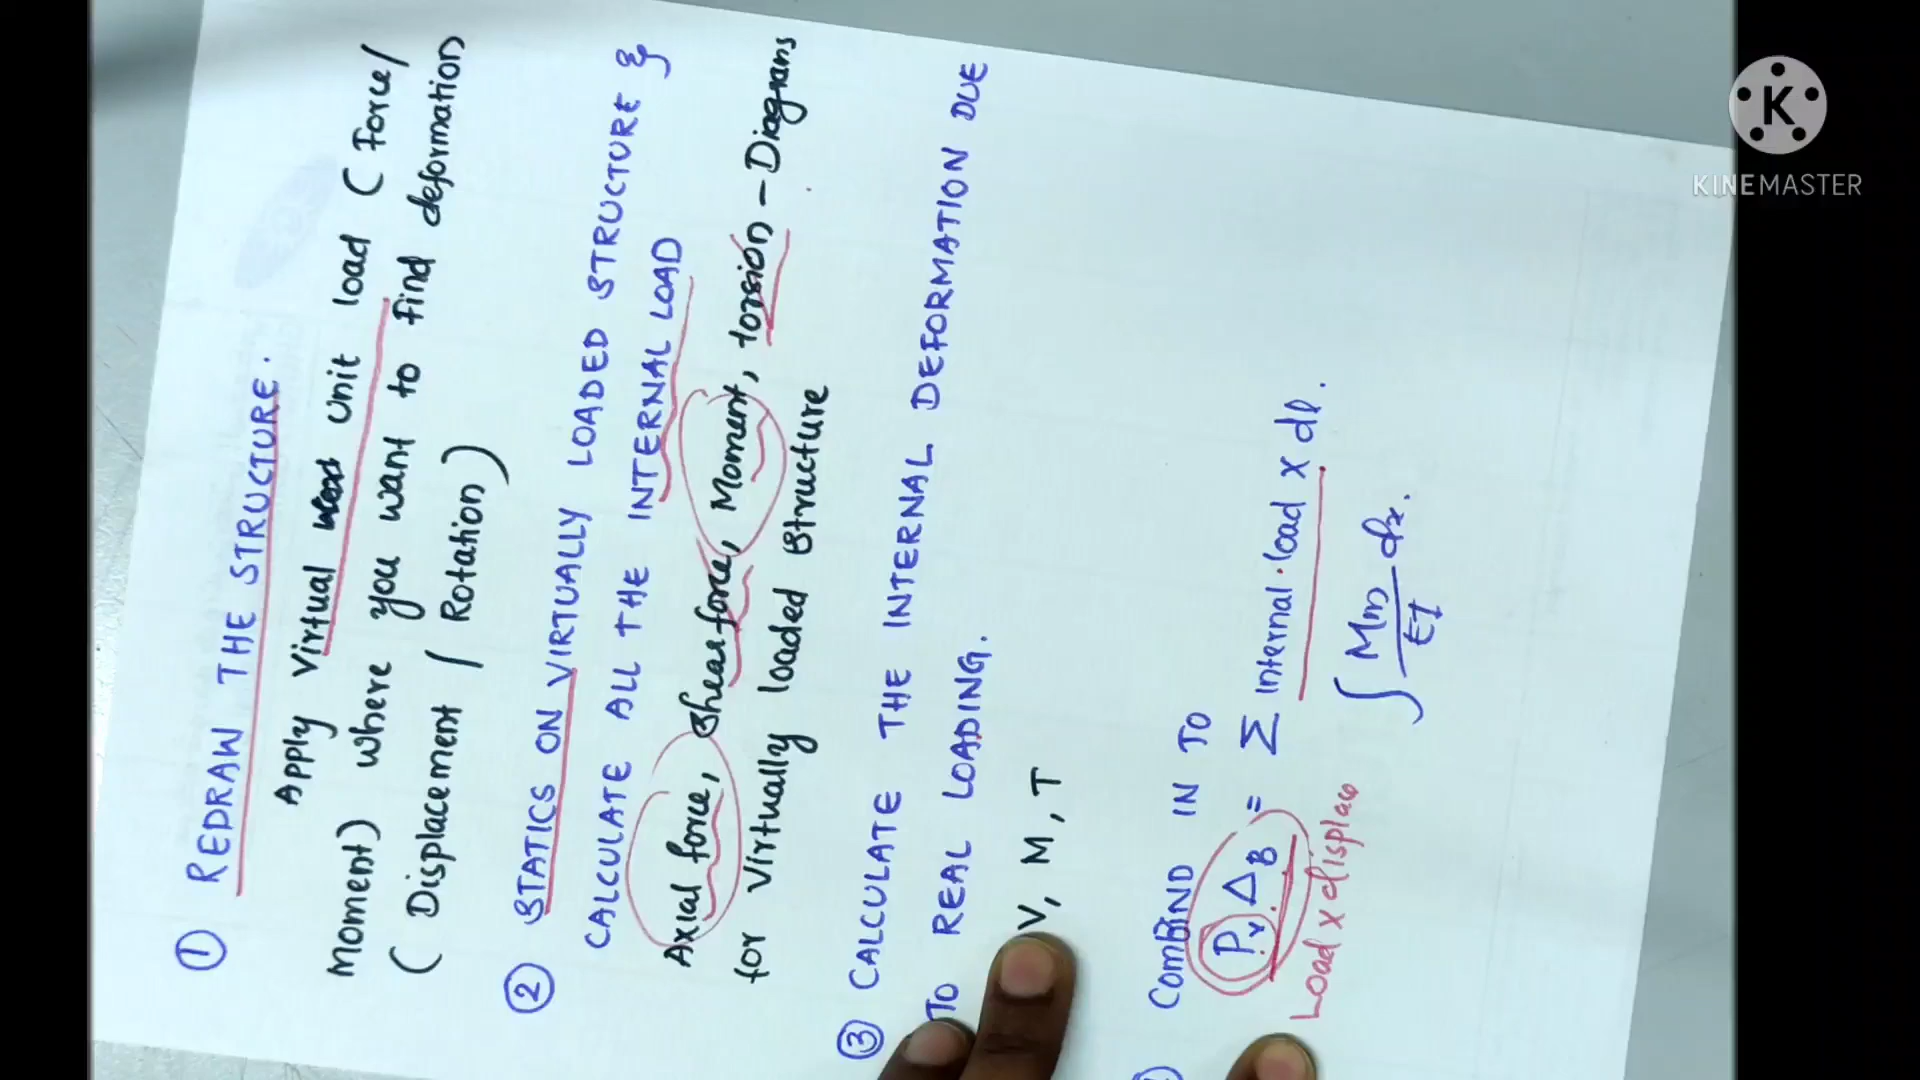 ① REDRAW THE STRUCTURE.
Apply Virtual unit load ( Force/
Moment) where you want to find deformation
( Displacement / Rotation)
② STATICS ON VIRTUALLY LOADED STRUCTURE &
CALCULATE ALL THE INTERNAL LOAD
Axial force, Shear force, Moment, torsion - Diagrams
for Virtually loaded Structure
③ CALCULATE THE INTERNAL DEFORMATION DUE
TO REAL LOADING.
V, M, T
COMBIND IN TO
Pv ΔB = Σ internal.load x dl.
Load x displac
∫ Mm/EI dx.
K
KINEMASTER